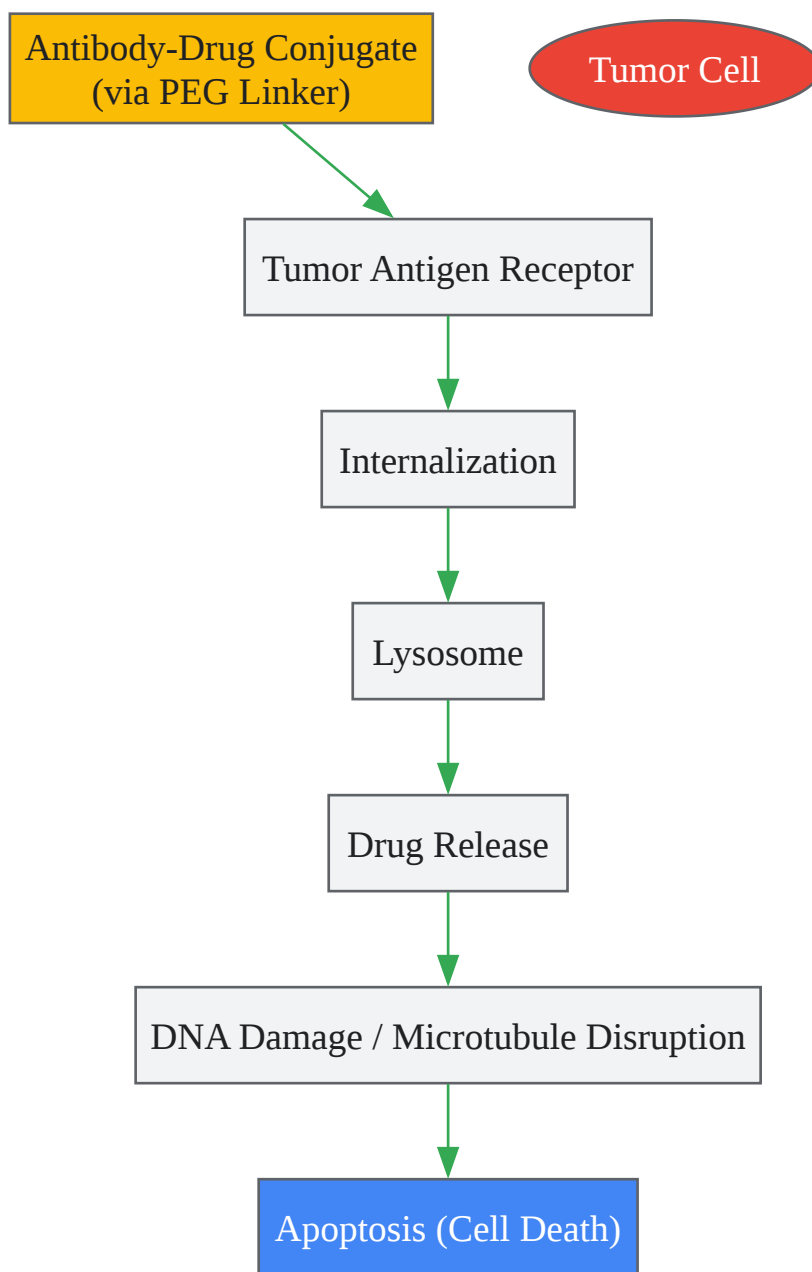 Antibody-Drug Conjugate
(via PEG Linker)
Tumor Cell
Tumor Antigen Receptor
Internalization
Lysosome
Drug Release
DNA Damage / Microtubule Disruption
Apoptosis (Cell Death)